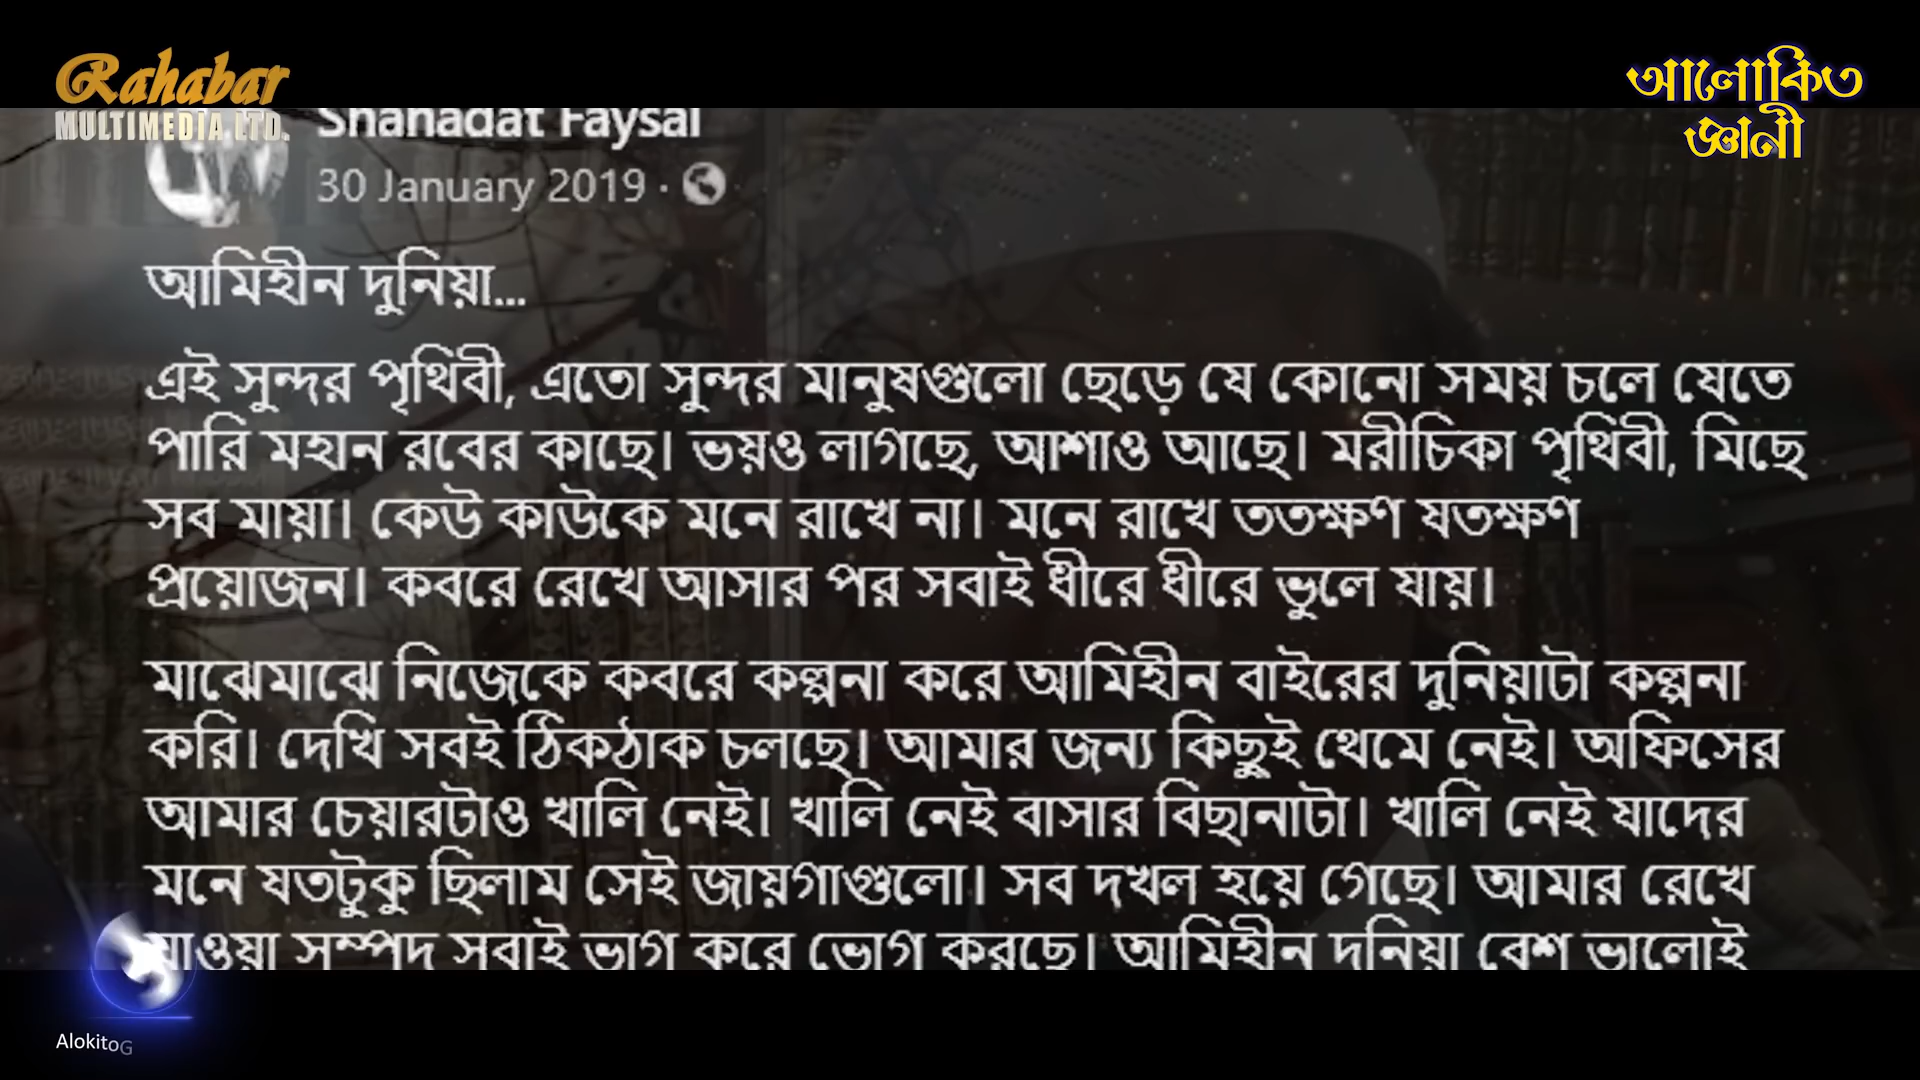 Rahabar
MULTIMEDIA LTD.
আলোকিত
জ্ঞানী
Shahadat Faysal
30 January 2019 ·
আমিহীন দুনিয়া...
এই সুন্দর পৃথিবী, এতো সুন্দর মানুষগুলো ছেড়ে যে কোনো সময় চলে যেতে
পারি মহান রবের কাছে। ভয়ও লাগছে, আশাও আছে। মরীচিকা পৃথিবী, মিছে
সব মায়া। কেউ কাউকে মনে রাখে না। মনে রাখে ততক্ষণ যতক্ষণ
প্রয়োজন। কবরে রেখে আসার পর সবাই ধীরে ধীরে ভুলে যায়।
মাঝেমাঝে নিজেকে কবরে কল্পনা করে আমিহীন বাইরের দুনিয়াটা কল্পনা
করি। দেখি সবই ঠিকঠাক চলছে। আমার জন্য কিছুই থেমে নেই। অফিসের
আমার চেয়ারটাও খালি নেই। খালি নেই বাসার বিছানাটা। খালি নেই যাদের
মনে যতটুকু ছিলাম সেই জায়গাগুলো। সব দখল হয়ে গেছে। আমার রেখে
যাওয়া সম্পদ সবাই ভাগ করে ভোগ করছে। আমিহীন দুনিয়া বেশ ভালোই
AlokitoG